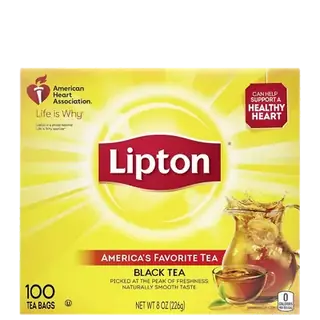 American
Heart
Association.
Life is Why®
CAN HELP
SUPPORT A
HEALTHY
HEART
Lipton
AMERICA'S FAVORITE TEA
BLACK TEA
PICKED AT THE PEAK OF FRESHNESS
NATURALLY SMOOTH TASTE
100
TEA BAGS
U
NET WT 8 OZ (226g)
0
CALORIES